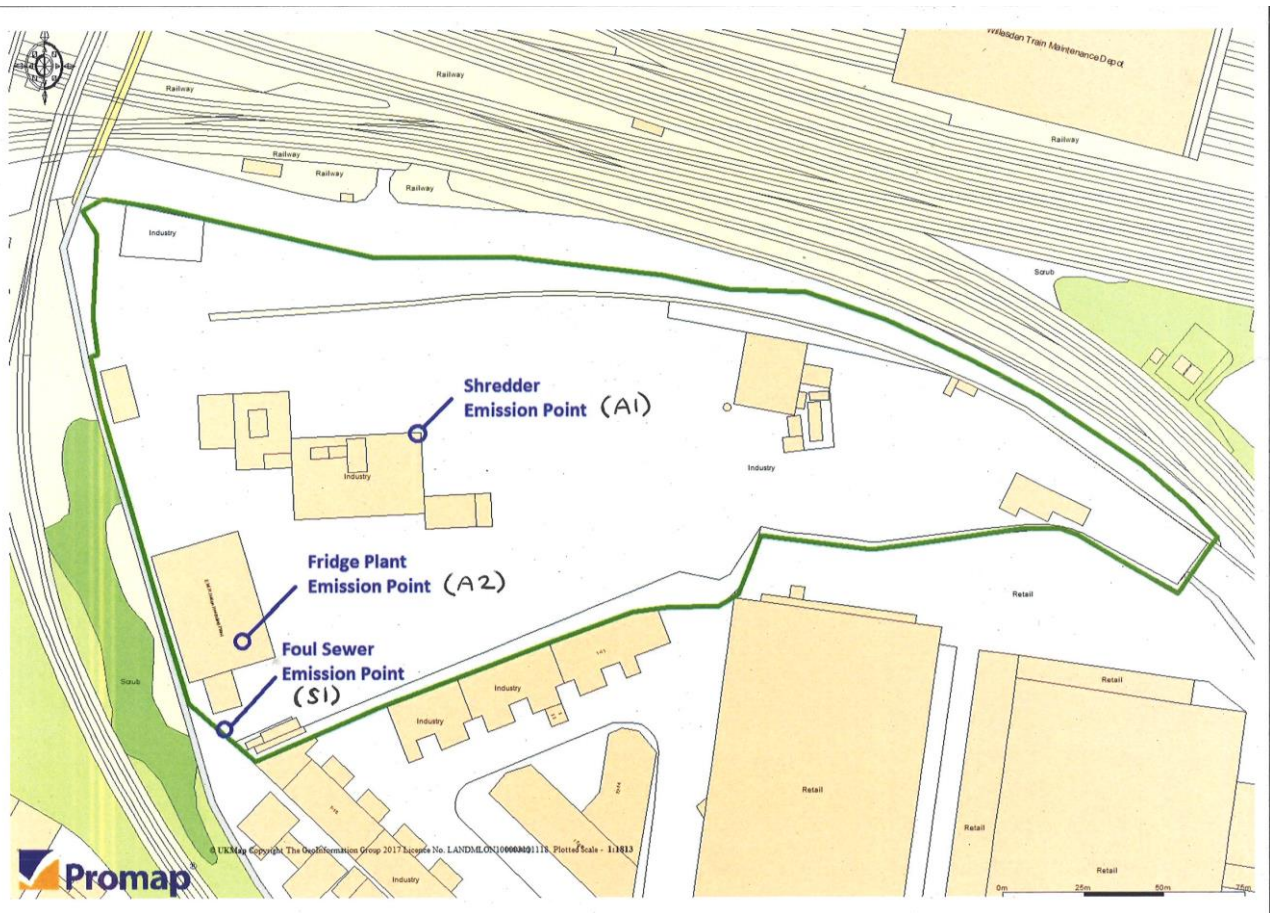 Willesden Train Maintenance Depot
Railway
Railway
Railway
Railway
Railway
Railway
Industry
Scrub
Shredder
Emission Point (A1)
Industry
Industry
Fridge Plant
Emission Point (A2)
Foul Sewer
Emission Point
(S1)
Scrub
Retail
Retail
Industry
Industry
Retail
Retail
Retail
Industry
© UKMap Copyright The GeoInformation Group 2017 Licence No. LANDMLON100003121118 Plotted Scale - 1:1813
Promap®
0m 25m 50m 75m